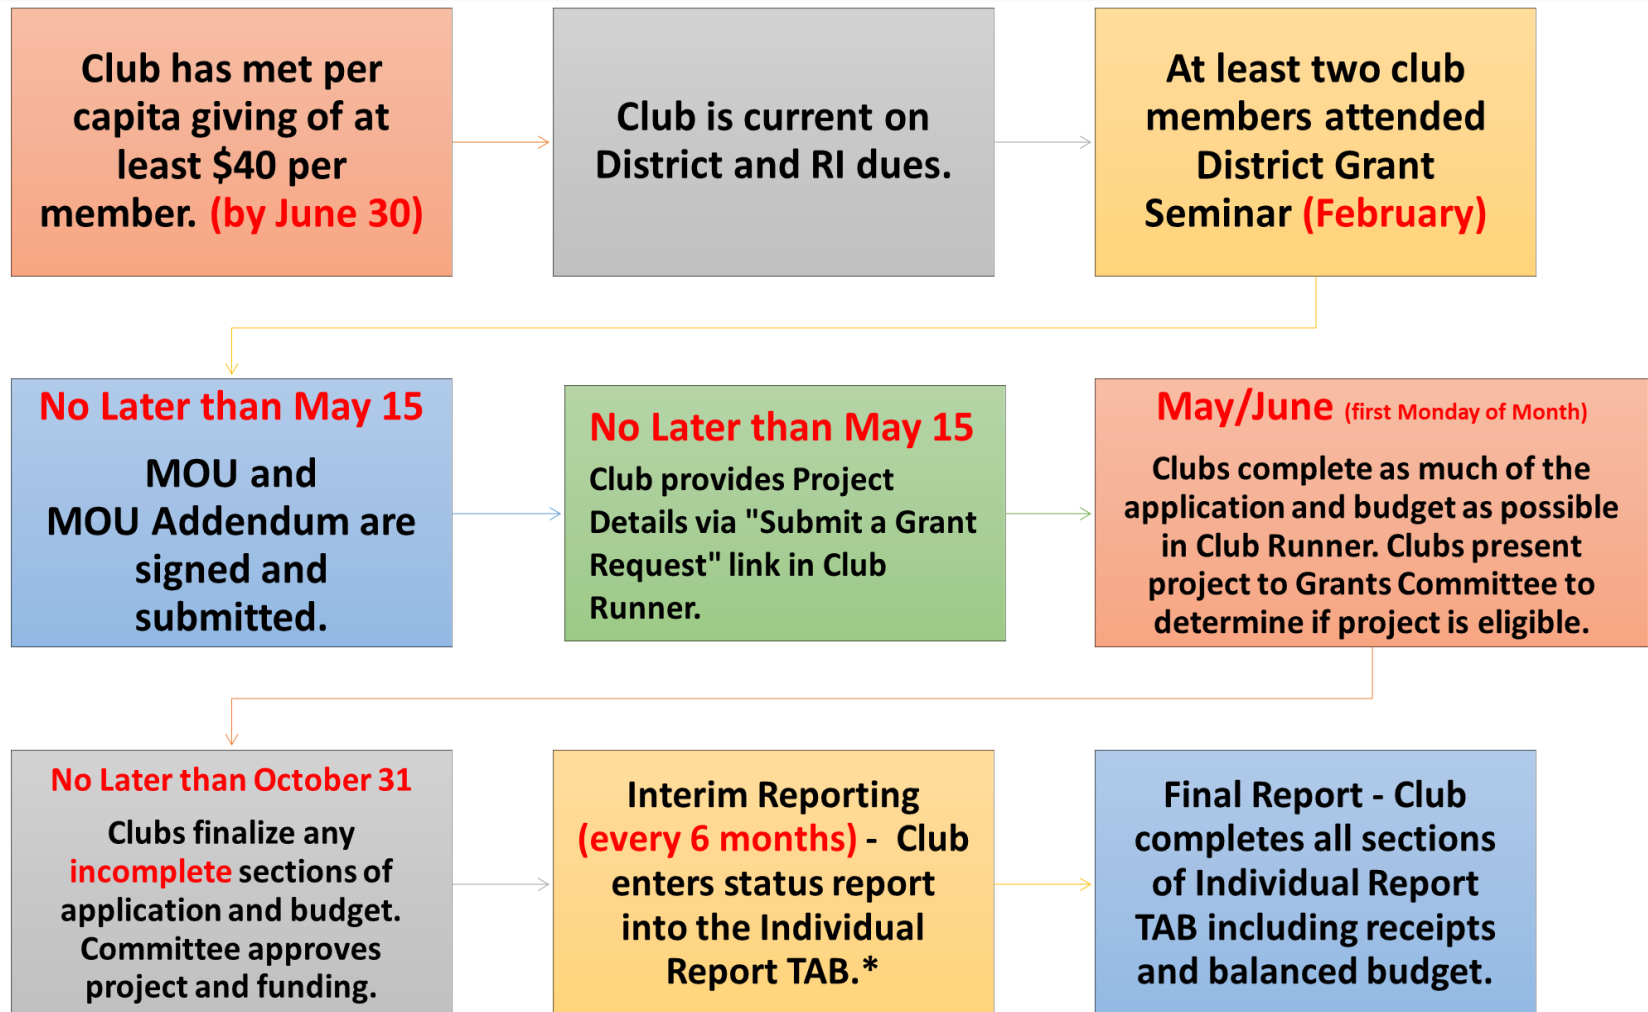 Club has met per
capita giving of at
least $40 per
member. (by June 30)
Club is current on
District and RI dues.
At least two club
members attended
District Grant
Seminar (February)
No Later than May 15
MOU and
MOU Addendum are
signed and
submitted.
No Later than May 15
Club provides Project
Details via "Submit a Grant
Request" link in Club
Runner.
May/June (first Monday of Month)
Clubs complete as much of the
application and budget as possible
in Club Runner. Clubs present
project to Grants Committee to
determine if project is eligible.
No Later than October 31
Clubs finalize any
incomplete sections of
application and budget.
Committee approves
project and funding.
Interim Reporting
(every 6 months) - Club
enters status report
into the Individual
Report TAB.*
Final Report - Club
completes all sections
of Individual Report
TAB including receipts
and balanced budget.